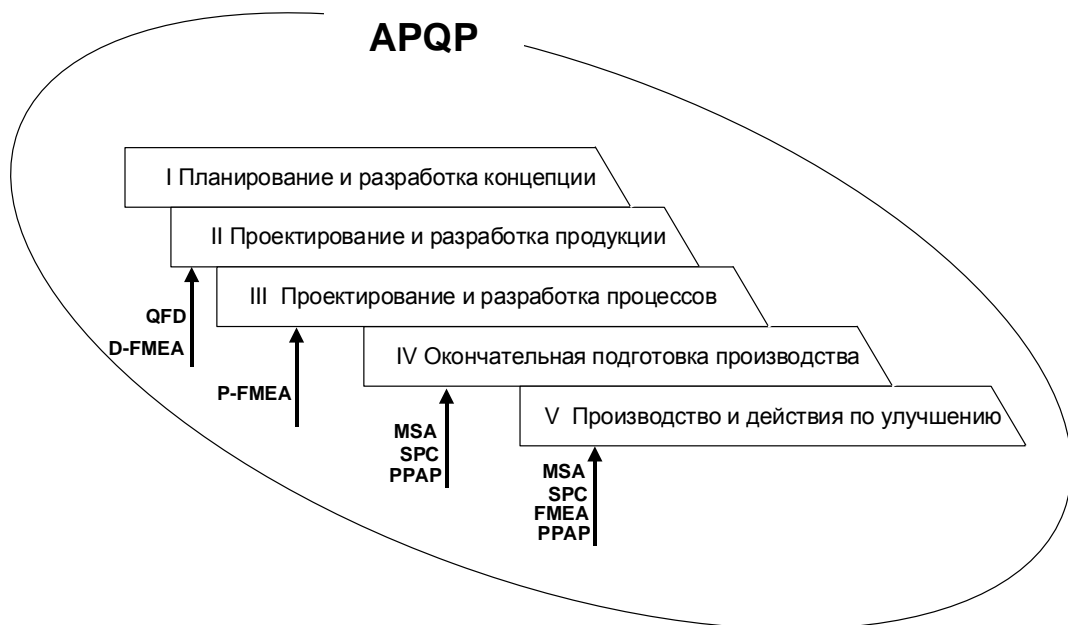 APQP
I Планирование и разработка концепции
II Проектирование и разработка продукции
III Проектирование и разработка процессов
QFD
D-FMEA
IV Окончательная подготовка производства
P-FMEA
V Производство и действия по улучшению
MSA
SPC
PPAP
MSA
SPC
FMEA
PPAP